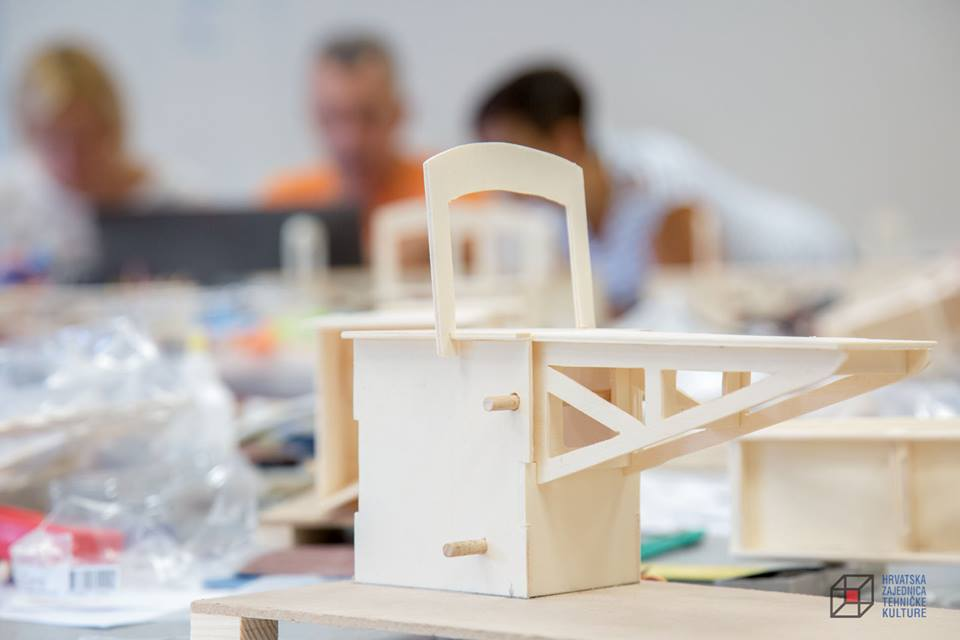 HRVATSKA
ZAJEDNICA
TEHNIČKE
KULTURE